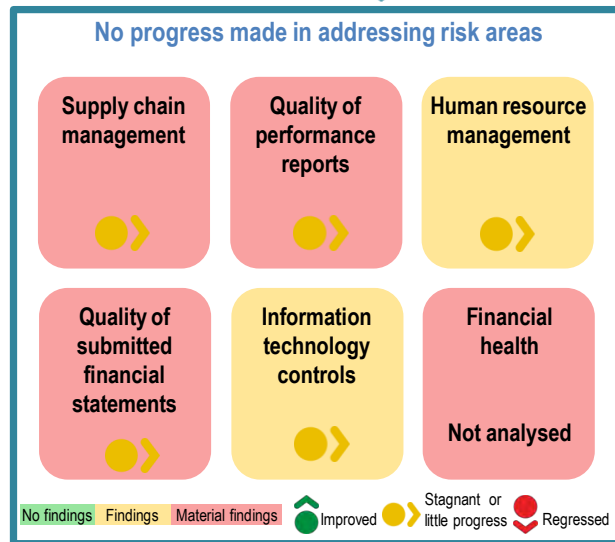 No progress made in addressing risk areas
Supply chain
management
Quality of
performance
reports
Human resource
management
Quality of
submitted
financial
statements
Information
technology
controls
Financial
health
Not analysed
No findings
Findings
Material findings
Improved
Stagnant or
little progress
Regressed